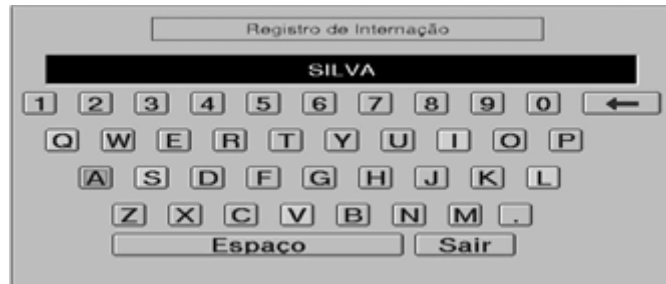 Registro de Internação
SILVA
1 2 3 4 5 6 7 8 9 0 ←
Q W E R T Y U I O P
A S D F G H J K L
Z X C V B N M .
Espaço Sair